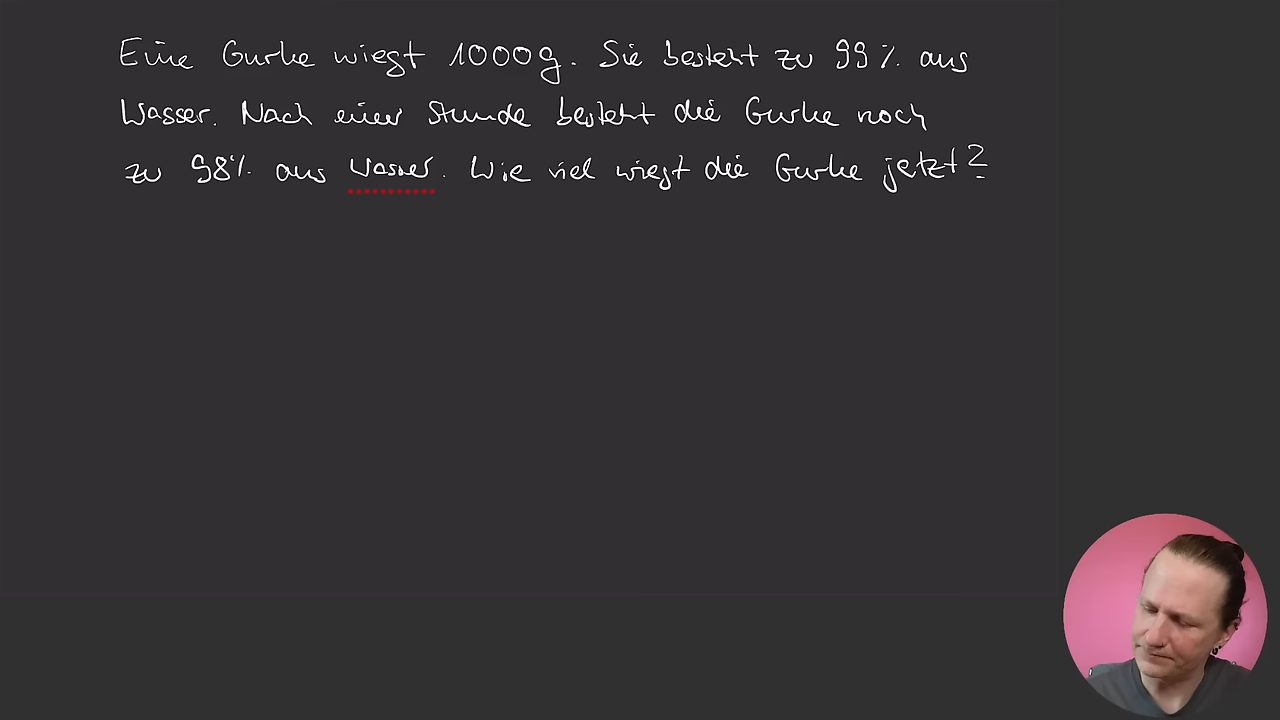 Eine Gurke wiegt 1000g. Sie besteht zu 99% aus
Wasser. Nach einer Stunde besteht die Gurke noch
zu 98% aus Wasser. Wie viel wiegt die Gurke jetzt?